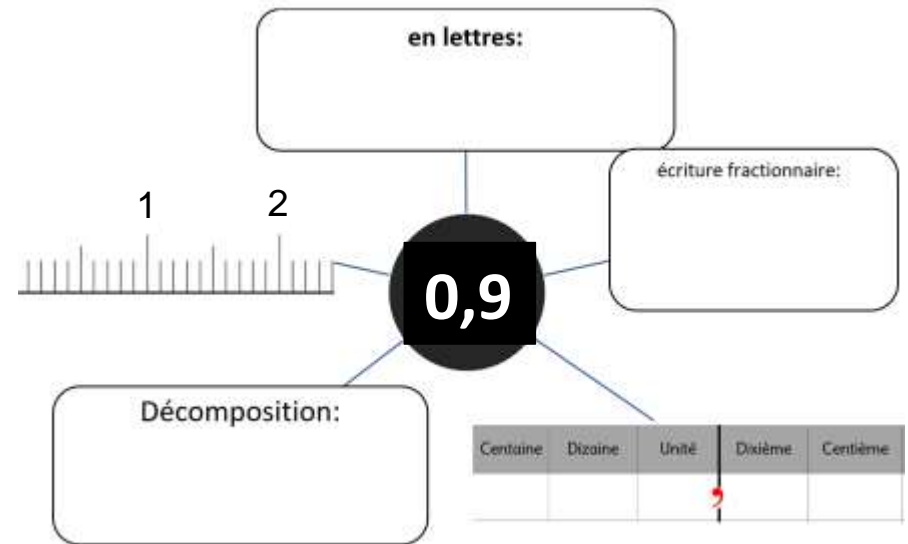 en lettres:
écriture fractionnaire:
1 2
0,9
Décomposition:
Centaine Dizaine Unité Dixième Centième
,